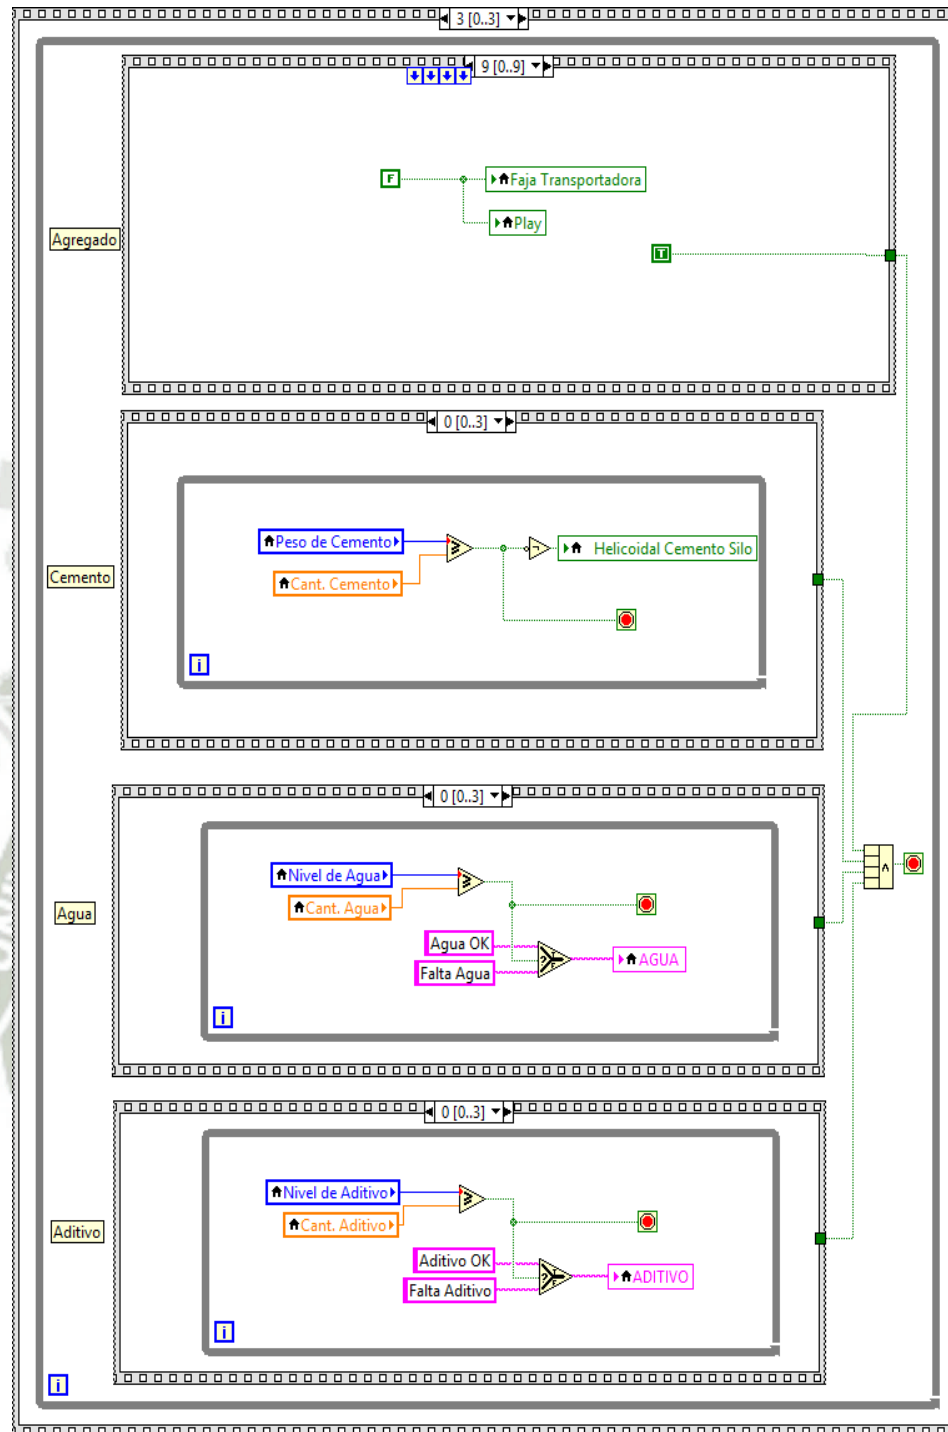 3 [0..3]
9 [0..9]
F
Faja Transportadora
Play
T
Agregado
0 [0..3]
Peso de Cemento
Helicoidal Cemento Silo
Cant. Cemento
Cemento
i
0 [0..3]
Nivel de Agua
Cant. Agua
Agua
Agua OK
Falta Agua
AGUA
i
0 [0..3]
Nivel de Aditivo
Cant. Aditivo
Aditivo
Aditivo OK
Falta Aditivo
ADITIVO
i
i